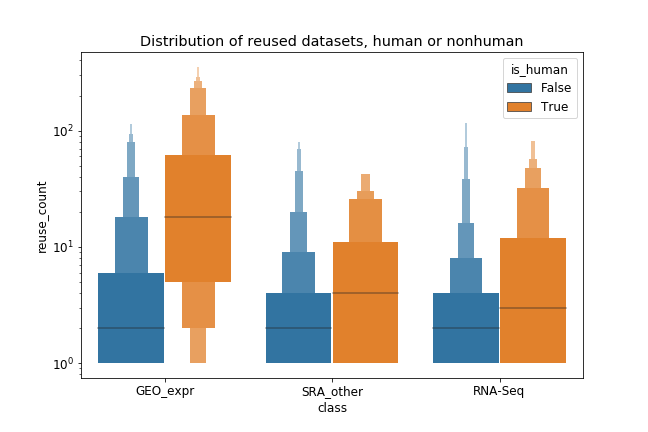 Distribution of reused datasets, human or nonhuman
is_human
False
True
10²
10¹
10⁰
reuse_count
GEO_expr SRA_other RNA-Seq
class